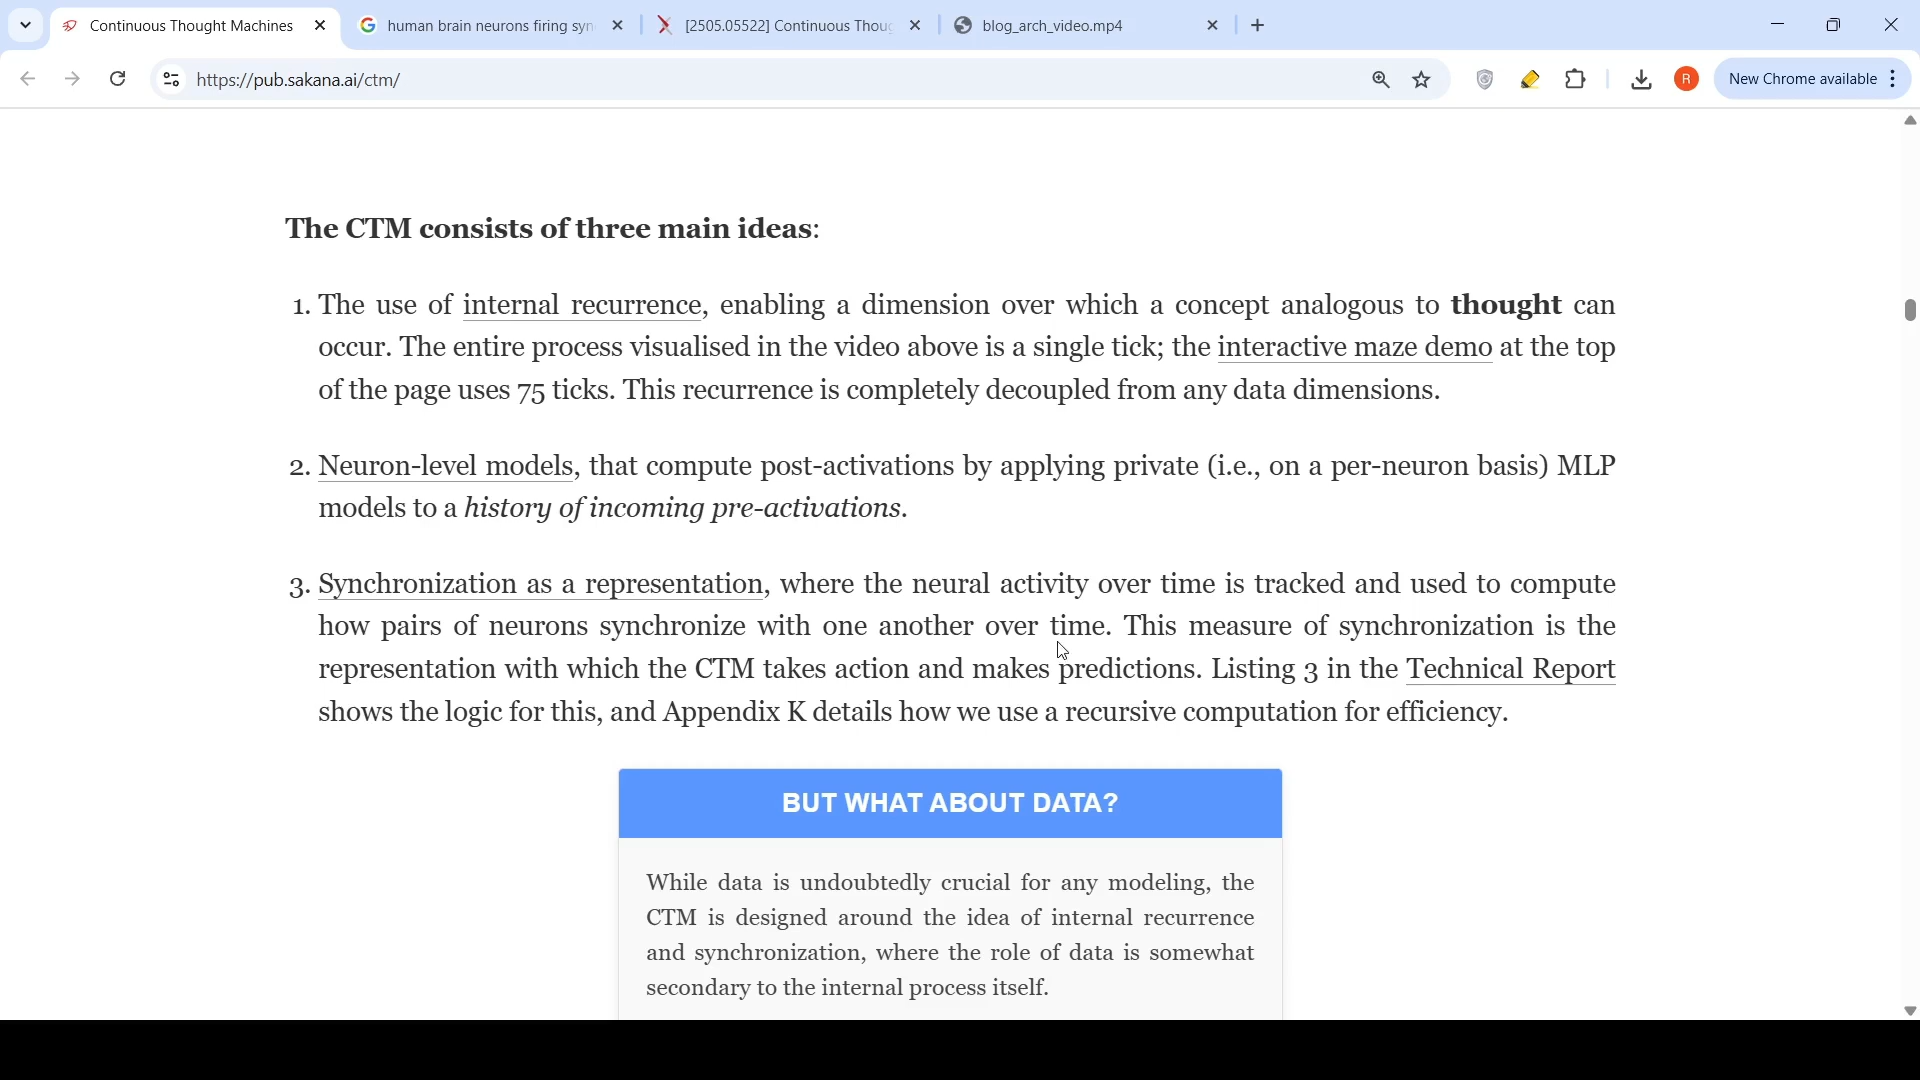 Continuous Thought Machines
human brain neurons firing syn
[2505.05522] Continuous Thoug
blog_arch_video.mp4
https://pub.sakana.ai/ctm/
R
New Chrome available
The CTM consists of three main ideas:
1. The use of internal recurrence, enabling a dimension over which a concept analogous to thought can
occur. The entire process visualised in the video above is a single tick; the interactive maze demo at the top
of the page uses 75 ticks. This recurrence is completely decoupled from any data dimensions.
2. Neuron-level models, that compute post-activations by applying private (i.e., on a per-neuron basis) MLP
models to a history of incoming pre-activations.
3. Synchronization as a representation, where the neural activity over time is tracked and used to compute
how pairs of neurons synchronize with one another over time. This measure of synchronization is the
representation with which the CTM takes action and makes predictions. Listing 3 in the Technical Report
shows the logic for this, and Appendix K details how we use a recursive computation for efficiency.
BUT WHAT ABOUT DATA?
While data is undoubtedly crucial for any modeling, the
CTM is designed around the idea of internal recurrence
and synchronization, where the role of data is somewhat
secondary to the internal process itself.